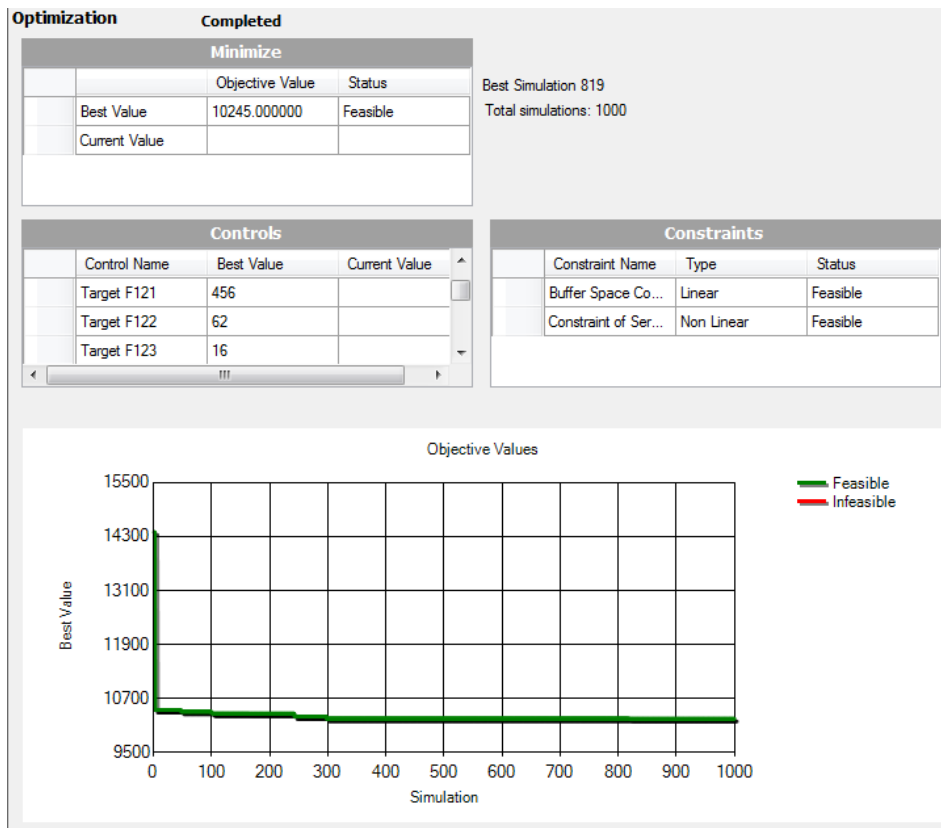 Optimization Completed
Minimize
Objective Value Status
Best Value 10245.000000 Feasible
Current Value
Best Simulation 819
Total simulations: 1000
Controls
Control Name Best Value Current Value
Target F121 456
Target F122 62
Target F123 16
Constraints
Constraint Name Type Status
Buffer Space Co... Linear Feasible
Constraint of Ser... Non Linear Feasible
Objective Values
15500
14300
13100
11900
10700
9500
Best Value
0 100 200 300 400 500 600 700 800 900 1000
Simulation
Feasible
Infeasible